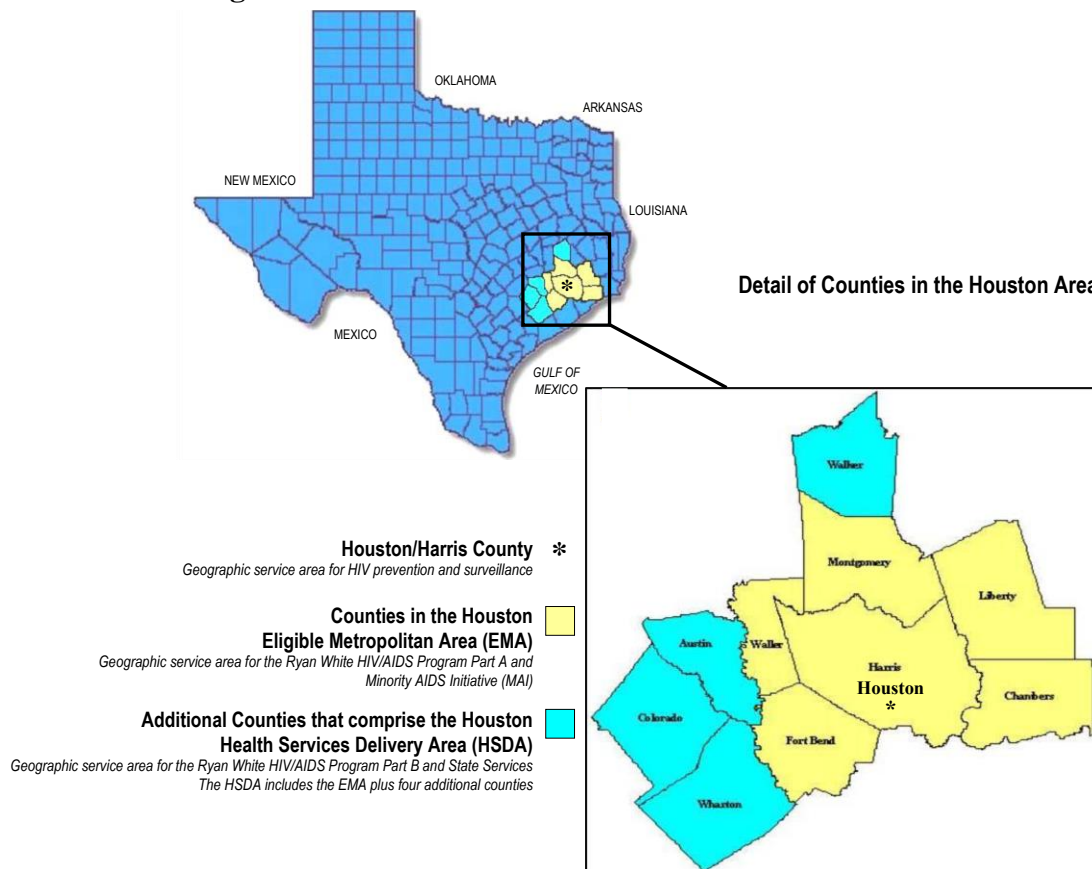 OKLAHOMA
ARKANSAS
NEW MEXICO
LOUISIANA
MEXICO
GULF OF
MEXICO
Detail of Counties in the Houston Area
Walker
Montgomery
Liberty
Austin
Waller
Harris
Houston
*
Chambers
Colorado
Fort Bend
Wharton
*
Houston/Harris County *
Geographic service area for HIV prevention and surveillance
Counties in the Houston
Eligible Metropolitan Area (EMA)
Geographic service area for the Ryan White HIV/AIDS Program Part A and
Minority AIDS Initiative (MAI)
Additional Counties that comprise the Houston
Health Services Delivery Area (HSDA)
Geographic service area for the Ryan White HIV/AIDS Program Part B and State Services
The HSDA includes the EMA plus four additional counties